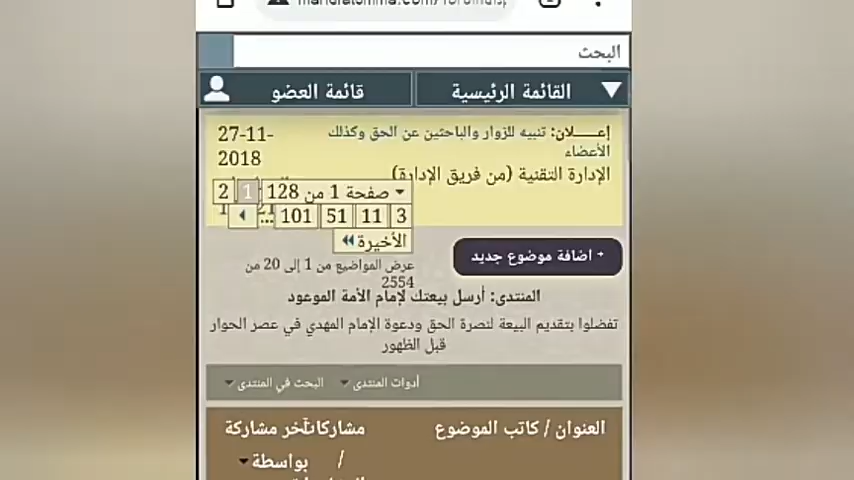 البحث
القائمة الرئيسية
قائمة العضو
إعـــــلان: تنبيه للزوار والباحثين عن الحق وكذلك
الأعضاء
27-11-
2018
الإدارة التقنية (من فريق الإدارة)
صفحة 1 من 128 1 2
3 11 51 101 ...
الأخيرة
+ اضافة موضوع جديد
عرض المواضيع من 1 إلى 20 من
2554
المنتدى: أرسل بيعتك لإمام الأمة الموعود
تفضلوا بتقديم البيعة لنصرة الحق ودعوة الإمام المهدي في عصر الحوار
قبل الظهور
أدوات المنتدى البحث في المنتدى
العنوان / كاتب الموضوع
مشاركات آخر مشاركة
/ بواسطة